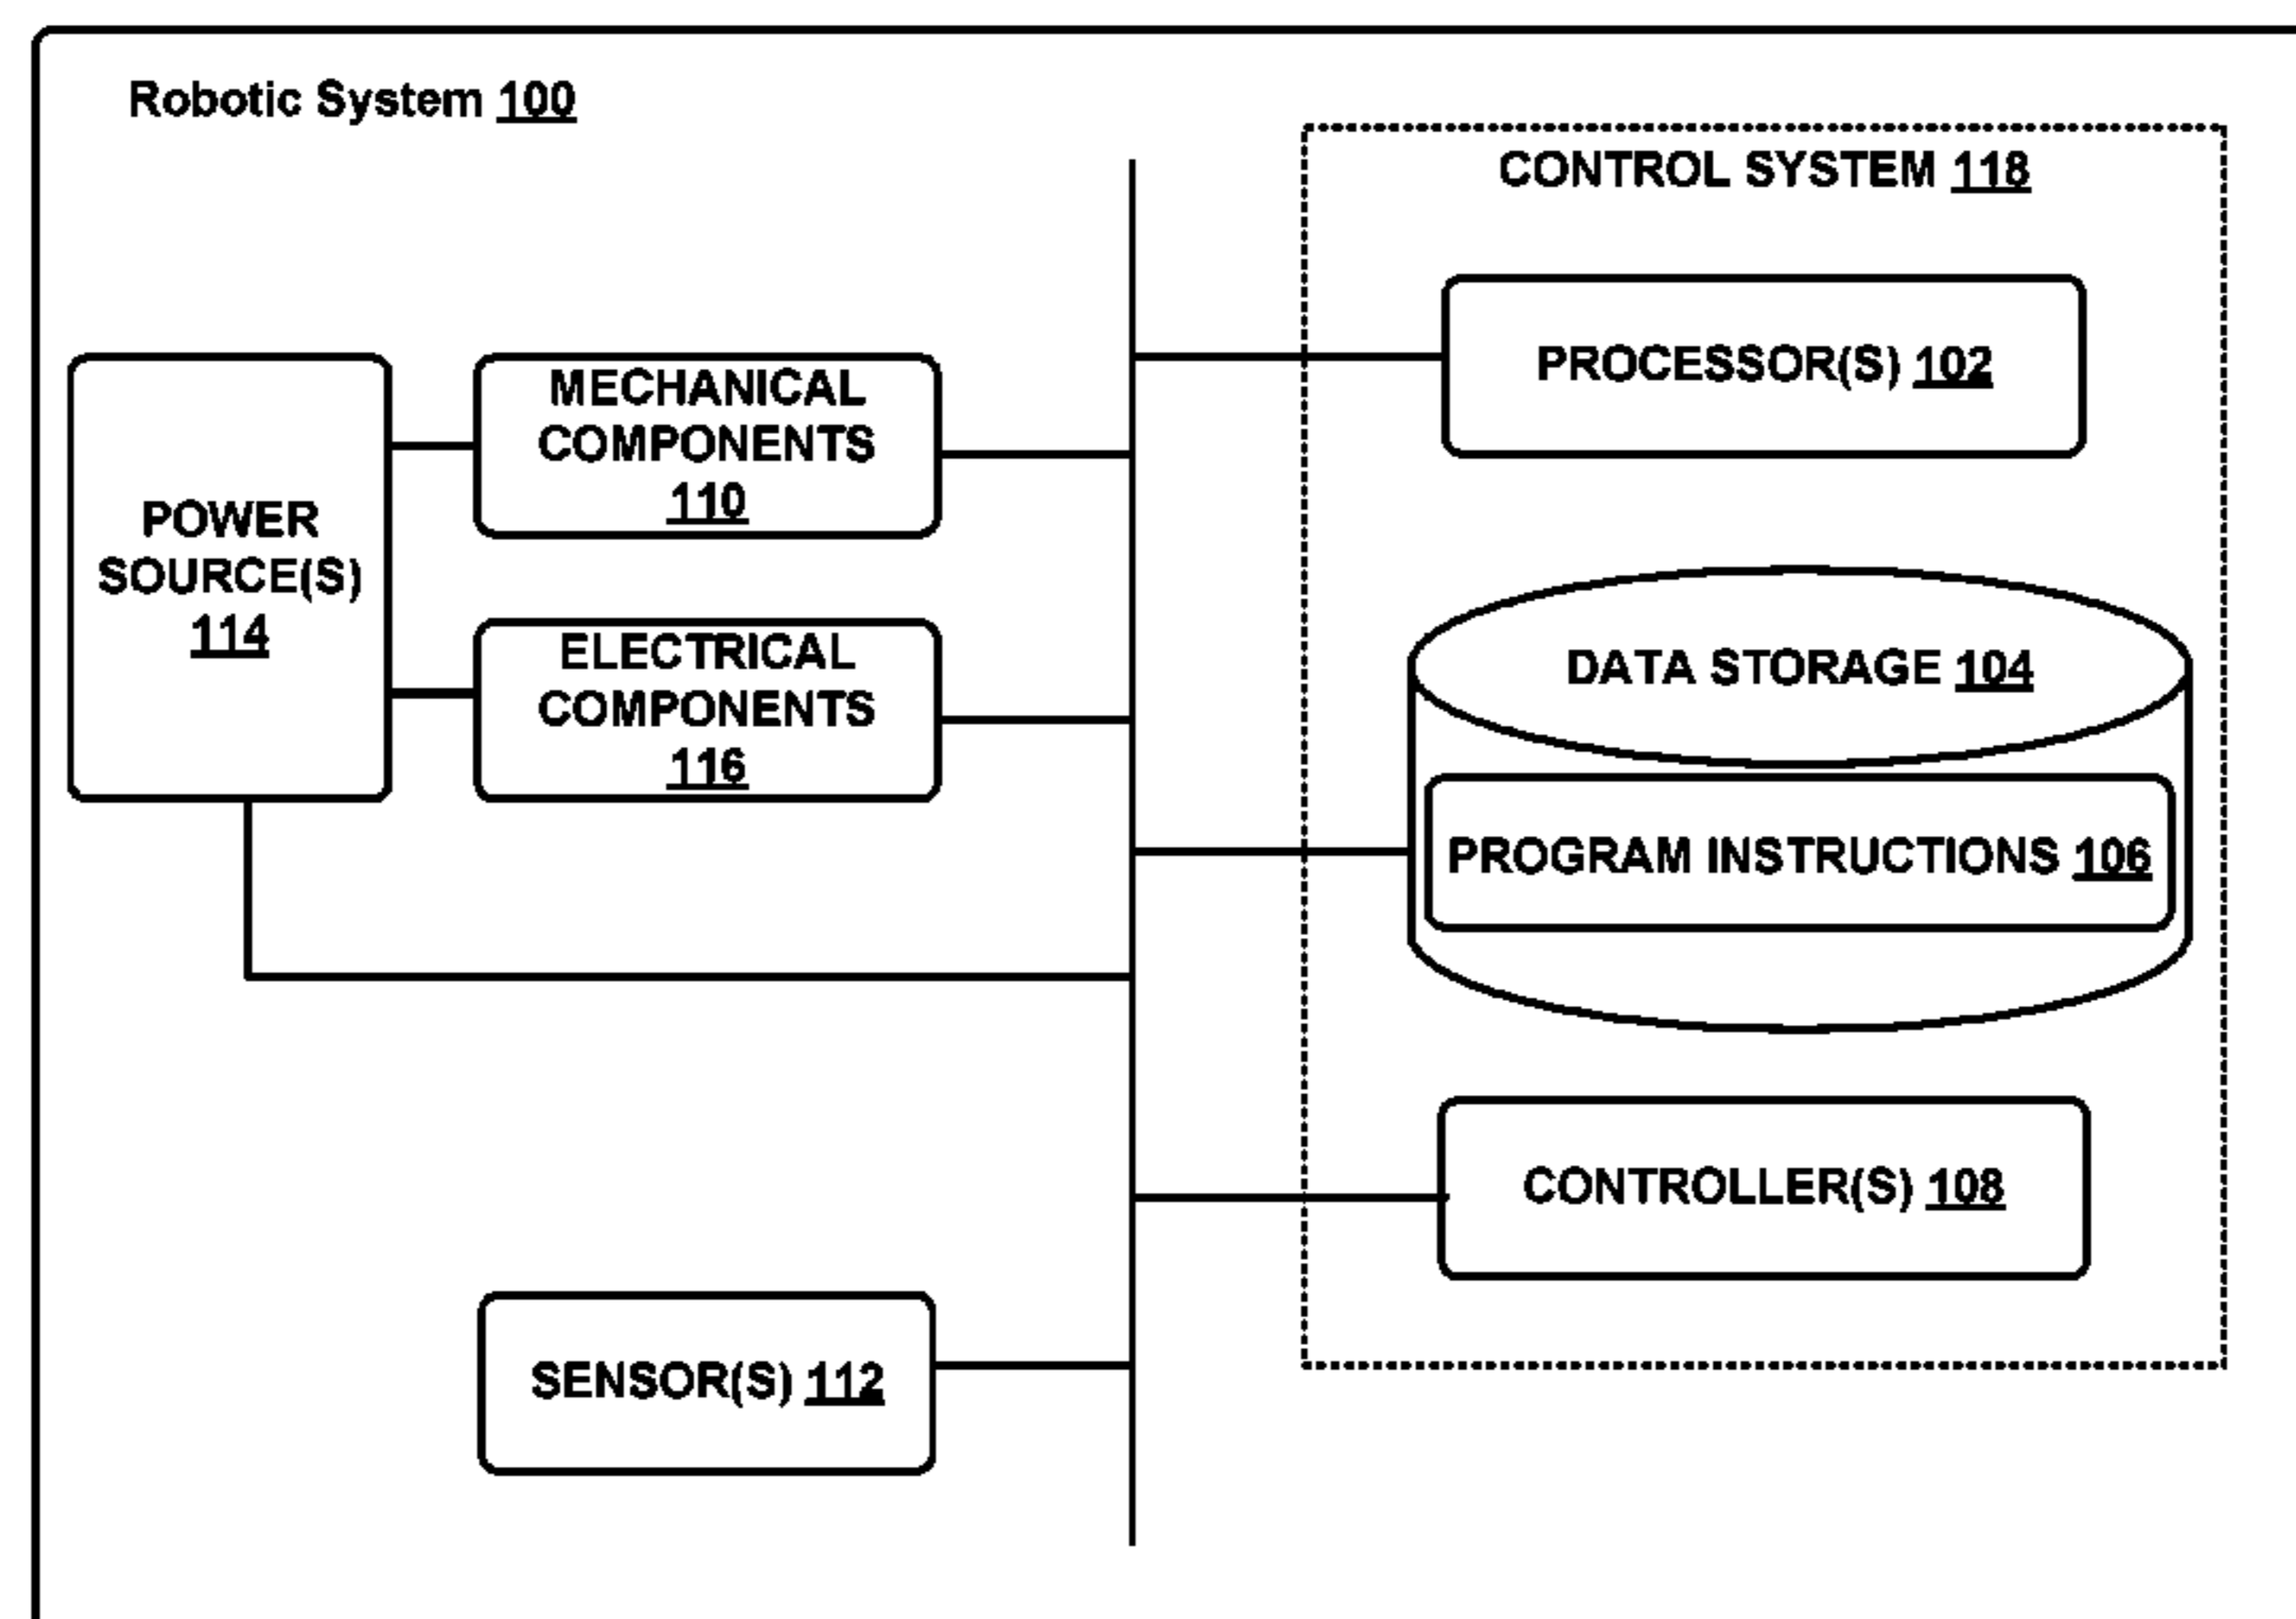 Robotic System 100
CONTROL SYSTEM 118
PROCESSOR(S) 102
MECHANICAL
COMPONENTS
110
POWER
SOURCE(S)
114
ELECTRICAL
COMPONENTS
116
DATA STORAGE 104
PROGRAM INSTRUCTIONS 106
CONTROLLER(S) 108
SENSOR(S) 112